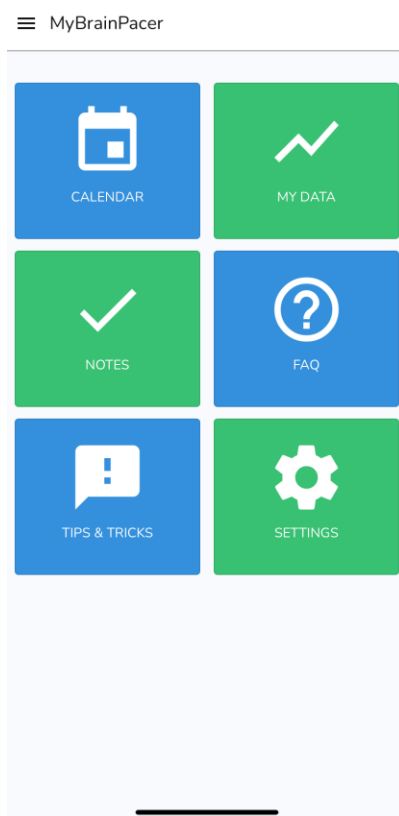 MyBrainPacer
CALENDAR
MY DATA
NOTES
FAQ
TIPS & TRICKS
SETTINGS